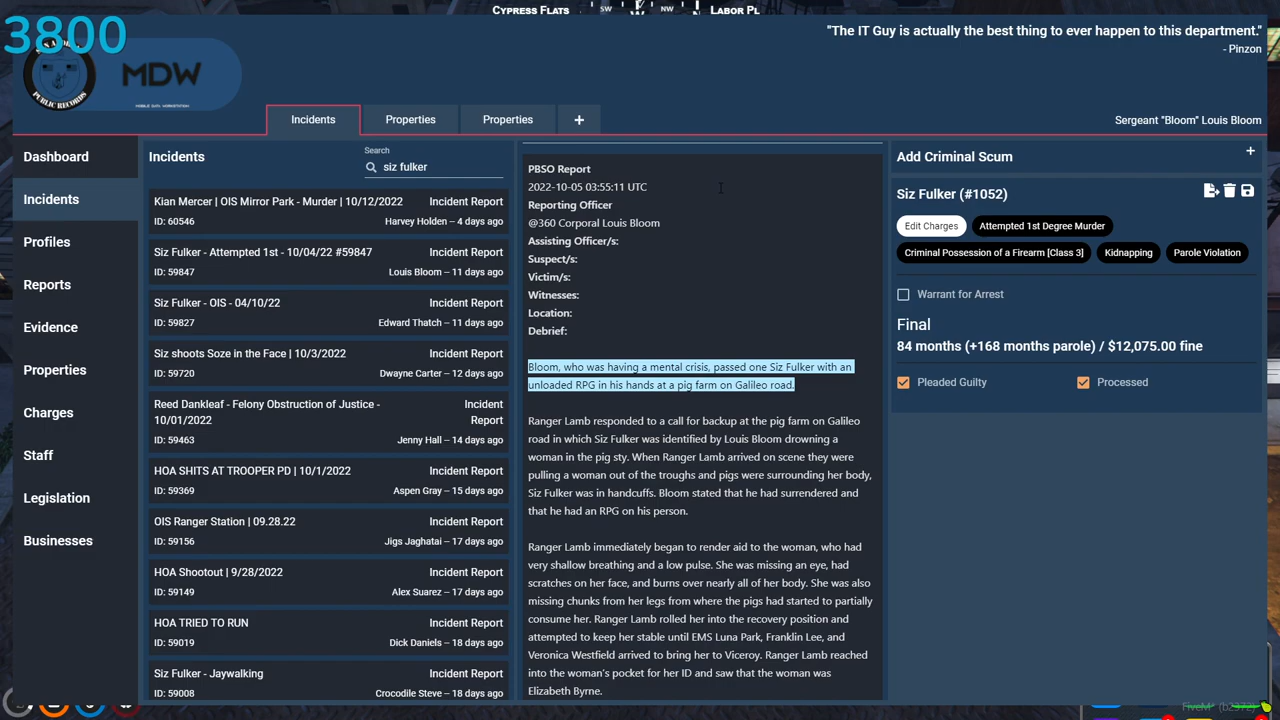 CYPRESS FLATS
SW
NW
LABOR PL
3800
PUBLIC RECORDS
MDW
MOBILE DATA WORKSTATION
"The IT Guy is actually the best thing to ever happen to this department."
- Pinzon
Incidents
Properties
Properties
+
Sergeant "Bloom" Louis Bloom
Dashboard
Incidents
Profiles
Reports
Evidence
Properties
Charges
Staff
Legislation
Businesses
Incidents
Search
siz fulker
Kian Mercer | OIS Mirror Park - Murder | 10/12/2022
Incident Report
ID: 60546
Harvey Holden – 4 days ago
Siz Fulker - Attempted 1st - 10/04/22 #59847
Incident Report
ID: 59847
Louis Bloom – 11 days ago
Siz Fulker - OIS - 04/10/22
Incident Report
ID: 59827
Edward Thatch – 11 days ago
Siz shoots Soze in the Face | 10/3/2022
Incident Report
ID: 59720
Dwayne Carter – 12 days ago
Reed Dankleaf - Felony Obstruction of Justice -
10/01/2022
Incident
Report
ID: 59463
Jenny Hall – 14 days ago
HOA SHITS AT TROOPER PD | 10/1/2022
Incident Report
ID: 59369
Aspen Gray – 15 days ago
OIS Ranger Station | 09.28.22
Incident Report
ID: 59156
Jigs Jaghatai – 17 days ago
HOA Shootout | 9/28/2022
Incident Report
ID: 59149
Alex Suarez – 17 days ago
HOA TRIED TO RUN
Incident Report
ID: 59019
Dick Daniels – 18 days ago
Siz Fulker - Jaywalking
Incident Report
ID: 59008
Crocodile Steve – 18 days ago
PBSO Report
2022-10-05 03:55:11 UTC
Reporting Officer
@360 Corporal Louis Bloom
Assisting Officer/s:
Suspect/s:
Victim/s:
Witnesses:
Location:
Debrief:
Bloom, who was having a mental crisis, passed one Siz Fulker with an
unloaded RPG in his hands at a pig farm on Galileo road.
Ranger Lamb responded to a call for backup at the pig farm on Galileo
road in which Siz Fulker was identified by Louis Bloom drowning a
woman in the pig sty. When Ranger Lamb arrived on scene they were
pulling a woman out of the troughs and pigs were surrounding her body,
Siz Fulker was in handcuffs. Bloom stated that he had surrendered and
that he had an RPG on his person.
Ranger Lamb immediately began to render aid to the woman, who had
very shallow breathing and a low pulse. She was missing an eye, had
scratches on her face, and burns over nearly all of her body. She was also
missing chunks from her legs from where the pigs had started to partially
consume her. Ranger Lamb rolled her into the recovery position and
attempted to keep her stable until EMS Luna Park, Franklin Lee, and
Veronica Westfield arrived to bring her to Viceroy. Ranger Lamb reached
into the woman's pocket for her ID and saw that the woman was
Elizabeth Byrne.
Add Criminal Scum
+
Siz Fulker (#1052)
Edit Charges
Attempted 1st Degree Murder
Criminal Possession of a Firearm [Class 3]
Kidnapping
Parole Violation
Warrant for Arrest
Final
84 months (+168 months parole) / $12,075.00 fine
Pleaded Guilty
Processed
FiveM® (b2372)